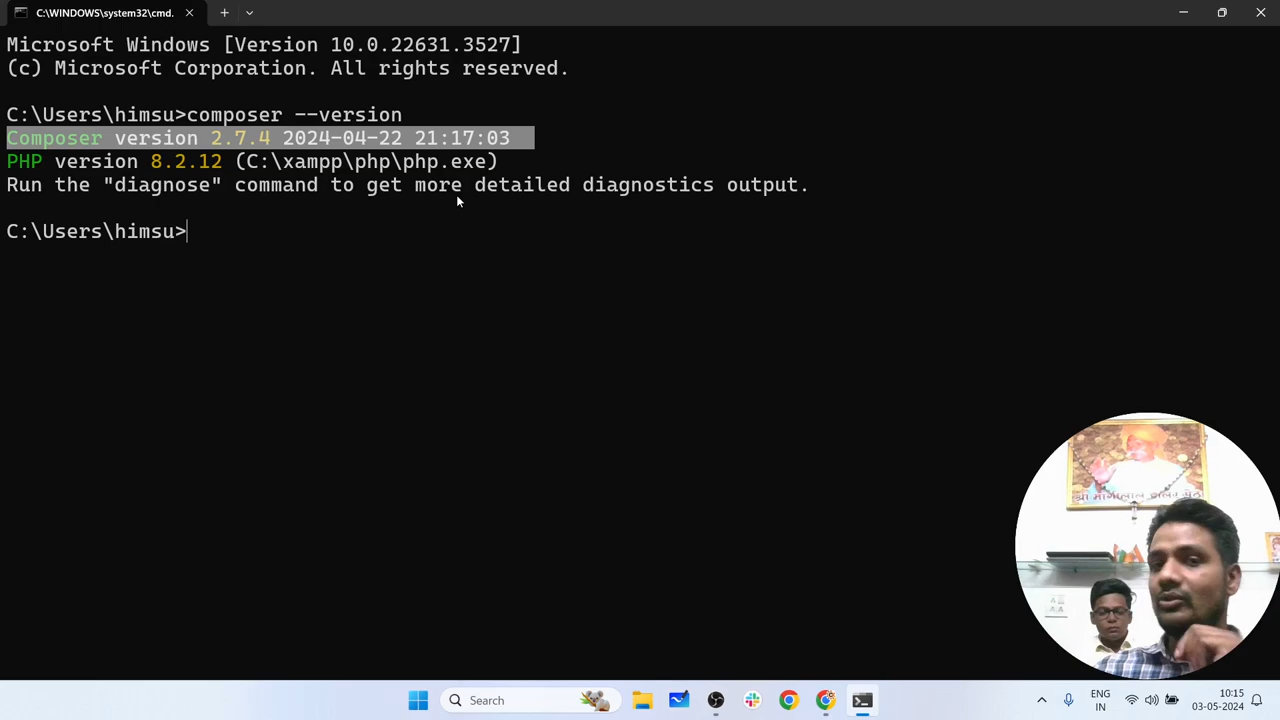 C:\WINDOWS\system32\cmd.
Microsoft Windows [Version 10.0.22631.3527]
(c) Microsoft Corporation. All rights reserved.
C:\Users\himsu>composer --version
Composer version 2.7.4 2024-04-22 21:17:03
PHP version 8.2.12 (C:\xampp\php\php.exe)
Run the "diagnose" command to get more detailed diagnostics output.
C:\Users\himsu>
Search
ENG
IN
10:15
03-05-2024